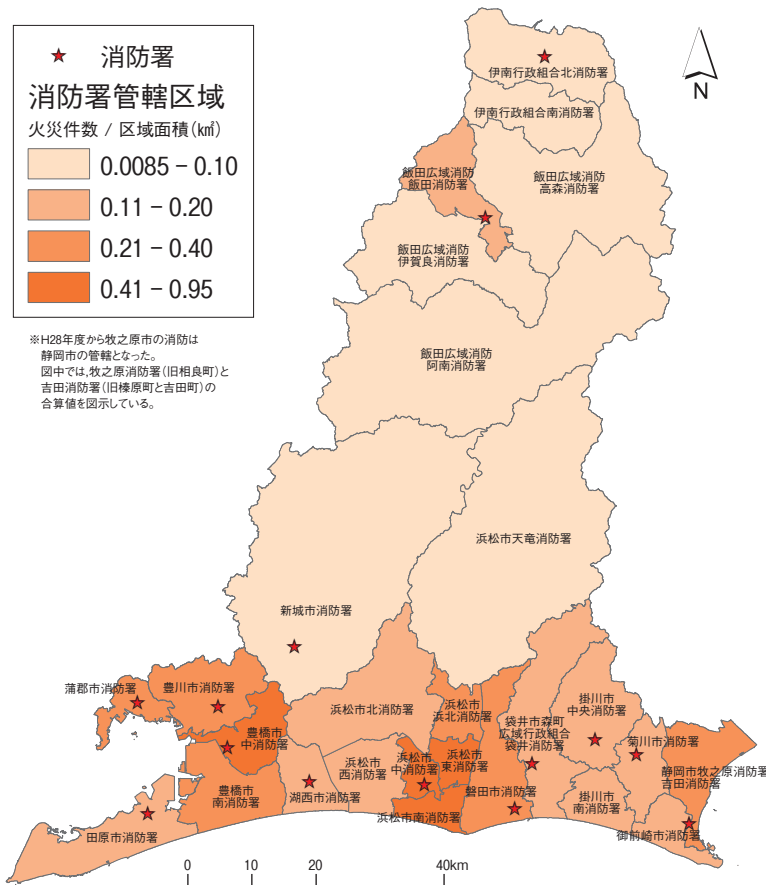 消防署
消防署管轄区域
火災件数 / 区域面積(㎢)
0.0085 – 0.10
0.11 – 0.20
0.21 – 0.40
0.41 – 0.95
※H28年度から牧之原市の消防は
静岡市の管轄となった。
図中では,牧之原消防署(旧相良町)と
吉田消防署(旧榛原町と吉田町)の
合算値を図示している。
N
伊南行政組合北消防署
伊南行政組合南消防署
飯田広域消防
飯田消防署
飯田広域消防
高森消防署
飯田広域消防
伊賀良消防署
飯田広域消防
阿南消防署
浜松市天竜消防署
新城市消防署
蒲郡市消防署
豊川市消防署
豊橋市
中消防署
浜松市北消防署
浜松市
浜北消防署
袋井市森町
広域行政組合
袋井消防署
掛川市
中央消防署
菊川市消防署
静岡市牧之原消防署
吉田消防署
豊橋市
南消防署
湖西市消防署
浜松市
西消防署
浜松市
中消防署
浜松市
東消防署
磐田市消防署
掛川市
南消防署
浜松市南消防署
田原市消防署
御前崎市消防署
0
10
20
40km